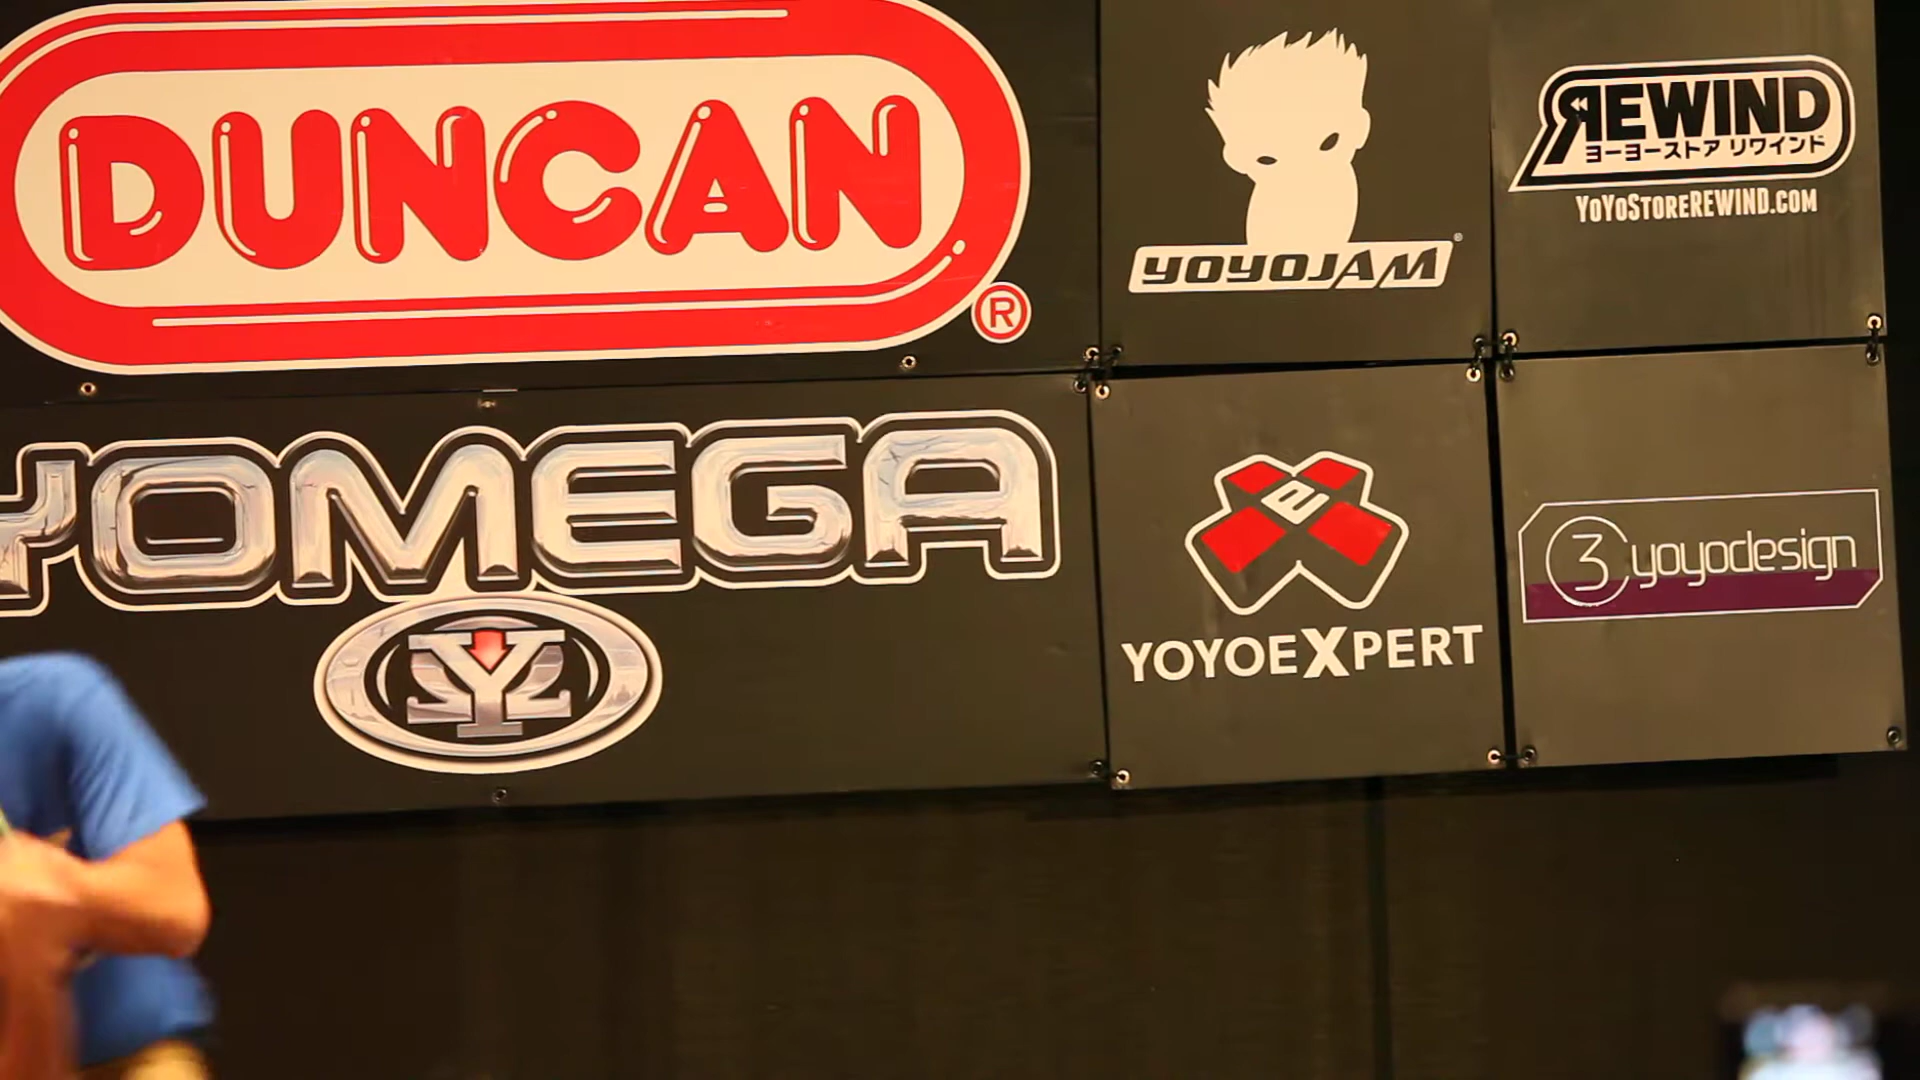 DUNCAN
®
YOYOJAM®
REWIND
ヨーヨーストア リワインド
YoYoStoreREWIND.com
YOMEGA
Y
e
YOYOEXPERT
3 yoyodesign